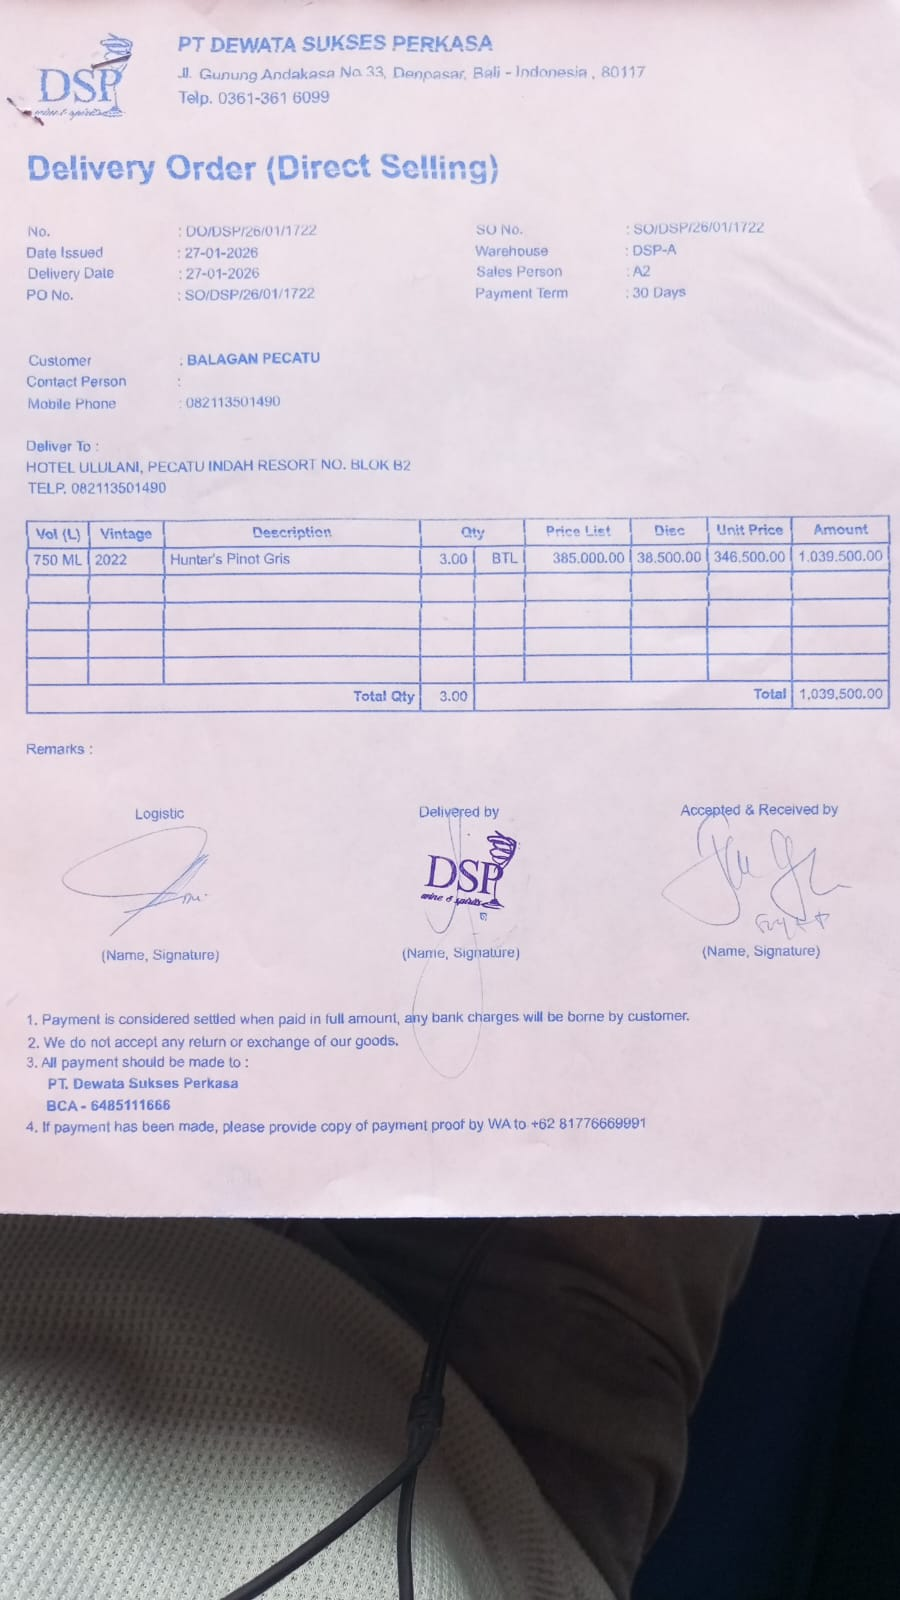 DSP
wine & spirits
PT DEWATA SUKSES PERKASA
Jl. Gunung Andakasa No 33, Denpasar, Bali - Indonesia , 80117
Telp. 0361-361 6099
Delivery Order (Direct Selling)
No. : DO/DSP/26/01/1722 SO No. : SO/DSP/26/01/1722
Date Issued : 27-01-2026 Warehouse : DSP-A
Delivery Date : 27-01-2026 Sales Person : A2
PO No. : SO/DSP/26/01/1722 Payment Term : 30 Days
Customer : BALAGAN PECATU
Contact Person :
Mobile Phone : 082113501490
Deliver To :
HOTEL ULULANI, PECATU INDAH RESORT NO. BLOK B2
TELP. 082113501490
Vol (L) Vintage Description Qty Price List Disc Unit Price Amount
750 ML 2022 Hunter's Pinot Gris 3.00 BTL 385.000.00 38.500.00 346.500.00 1.039.500.00
Total Qty 3.00 Total 1,039,500.00
Remarks :
Logistic Delivered by Accepted & Received by
DSP
wine & spirits
(Name, Signature) (Name, Signature) (Name, Signature)
1. Payment is considered settled when paid in full amount, any bank charges will be borne by customer.
2. We do not accept any return or exchange of our goods.
3. All payment should be made to :
PT. Dewata Sukses Perkasa
BCA - 6485111666
4. If payment has been made, please provide copy of payment proof by WA to +62 81776669991